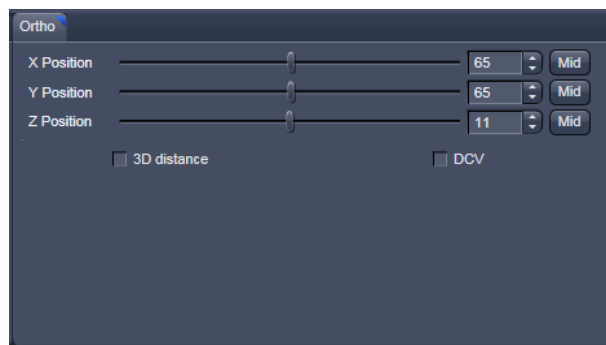 Ortho
X Position 65 Mid
Y Position 65 Mid
Z Position 11 Mid
3D distance DCV